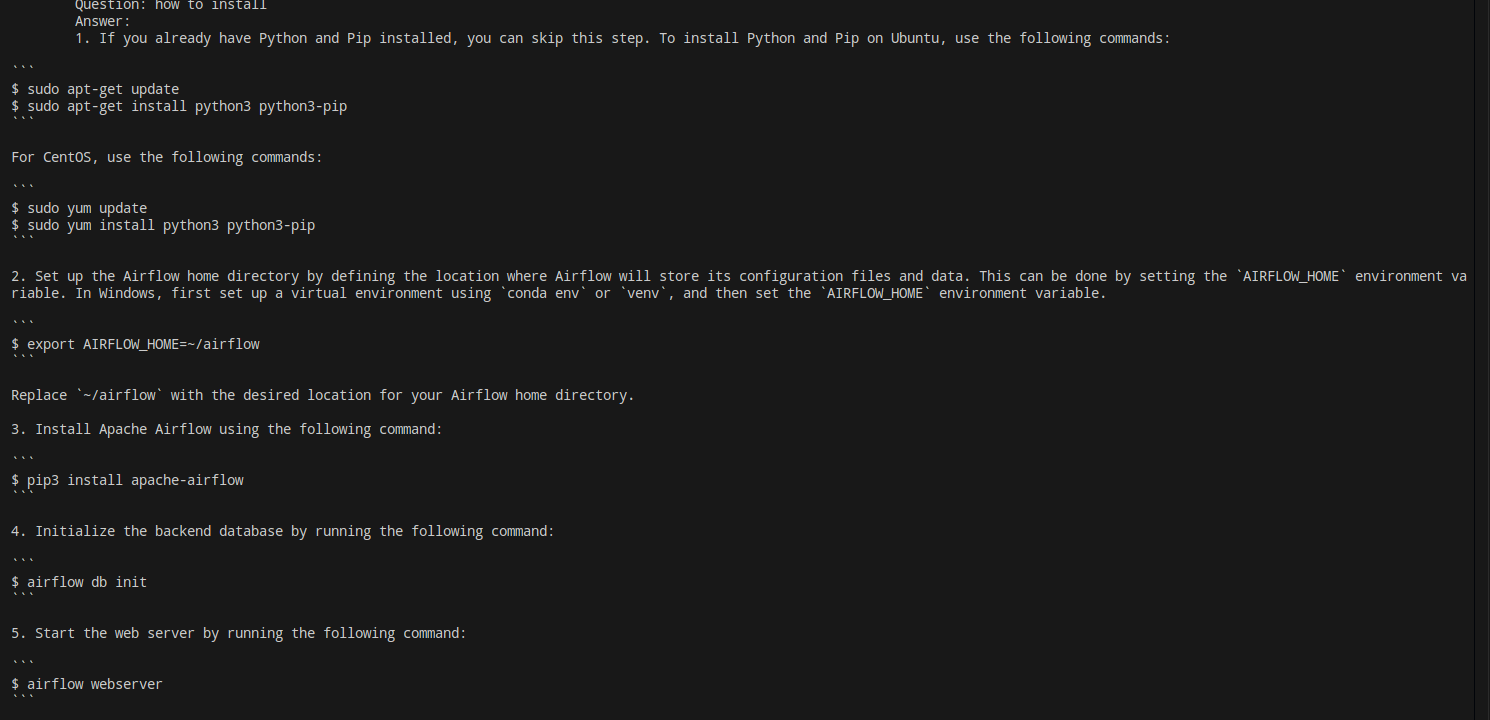 Question: how to install
Answer:
1. If you already have Python and Pip installed, you can skip this step. To install Python and Pip on Ubuntu, use the following commands:
```
$ sudo apt-get update
$ sudo apt-get install python3 python3-pip
```
For CentOS, use the following commands:
```
$ sudo yum update
$ sudo yum install python3 python3-pip
```
2. Set up the Airflow home directory by defining the location where Airflow will store its configuration files and data. This can be done by setting the `AIRFLOW_HOME` environment va
riable. In Windows, first set up a virtual environment using `conda env` or `venv`, and then set the `AIRFLOW_HOME` environment variable.
```
$ export AIRFLOW_HOME=~/airflow
```
Replace `~/airflow` with the desired location for your Airflow home directory.
3. Install Apache Airflow using the following command:
```
$ pip3 install apache-airflow
```
4. Initialize the backend database by running the following command:
```
$ airflow db init
```
5. Start the web server by running the following command:
```
$ airflow webserver
```